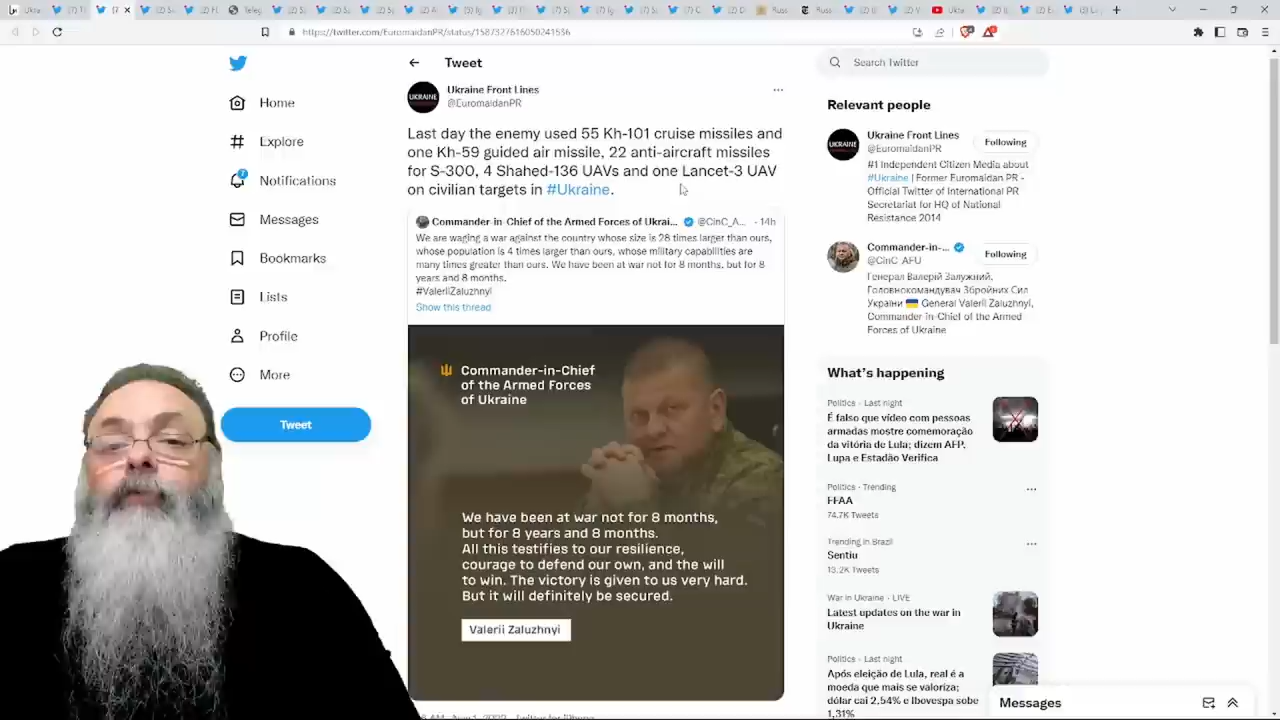 https://twitter.com/EuromaidanPR/status/1587327616050241536
Home
Explore
Notifications
Messages
Bookmarks
Lists
Profile
More
Tweet
Tweet
Ukraine Front Lines
@EuromaidanPR
Last day the enemy used 55 Kh-101 cruise missiles and
one Kh-59 guided air missile, 22 anti-aircraft missiles
for S-300, 4 Shahed-136 UAVs and one Lancet-3 UAV
on civilian targets in #Ukraine.
Commander-in-Chief of the Armed Forces of Ukrai... @CinC_A... · 14h
We are waging a war against the country whose size is 28 times larger than ours,
whose population is 4 times larger than ours, whose military capabilities are
many times greater than ours. We have been at war not for 8 months, but for 8
years and 8 months.
#ValeriiZaluzhnyi
Show this thread
Commander-in-Chief
of the Armed Forces
of Ukraine
We have been at war not for 8 months,
but for 8 years and 8 months.
All this testifies to our resilience,
courage to defend our own, and the will
to win. The victory is given to us very hard.
But it will definitely be secured.
Valerii Zaluzhnyi
Search Twitter
Relevant people
UKRAINE
Ukraine Front Lines
@EuromaidanPR
Following
#1 Independent Citizen Media about
#Ukraine | Former Euromaidan PR -
Official Twitter of International PR
Secretariat for HQ of National
Resistance 2014
Commander-in-...
@CinC_AFU
Following
Генерал Валерій Залужний,
Головнокомандувач Збройних Сил
України 🇺🇦 General Valerii Zaluzhnyi,
Commander in-Chief of the Armed
Forces of Ukraine
What's happening
Politics · Last night
É falso que vídeo com pessoas
armadas mostre comemoração
da vitória de Lula; dizem AFP,
Lupa e Estadão Verifica
Politics · Trending
FFAA
74.7K Tweets
Trending in Brazil
Sentiu
13.2K Tweets
War in Ukraine · LIVE
Latest updates on the war in
Ukraine
Politics · Last night
Após eleição de Lula, real é a
moeda que mais se valoriza;
dólar cai 2,54% e Ibovespa sobe
1,31%
Messages